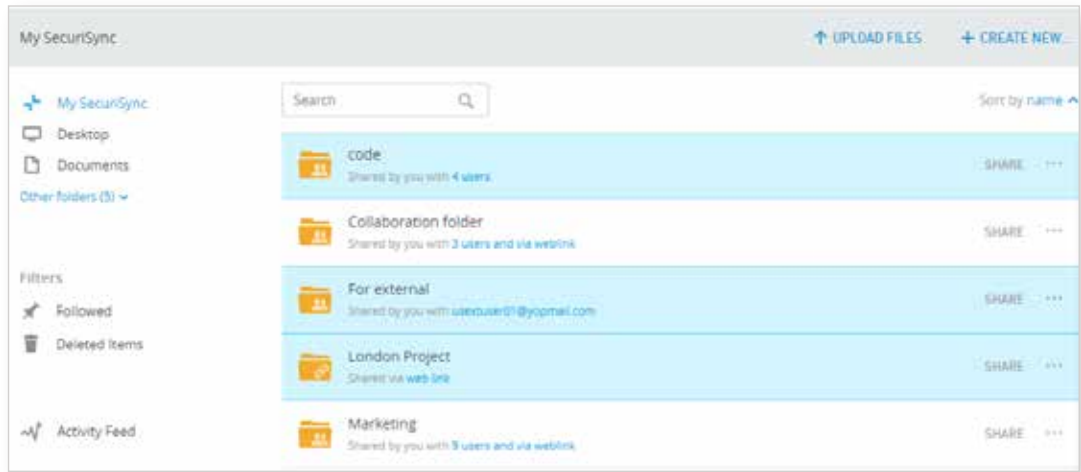 My SecuriSync
UPLOAD FILES
CREATE NEW...
My SecuriSync
Desktop
Documents
Other folders (5)
Filters
Followed
Deleted Items
Activity Feed
Search
Sort by name
code
Shared by you with 4 users
SHARE
Collaboration folder
Shared by you with 3 users and via weblink
SHARE
For external
Shared by you with
SHARE
London Project
Shared via web link
SHARE
Marketing
Shared by you with 9 users and via weblink
SHARE